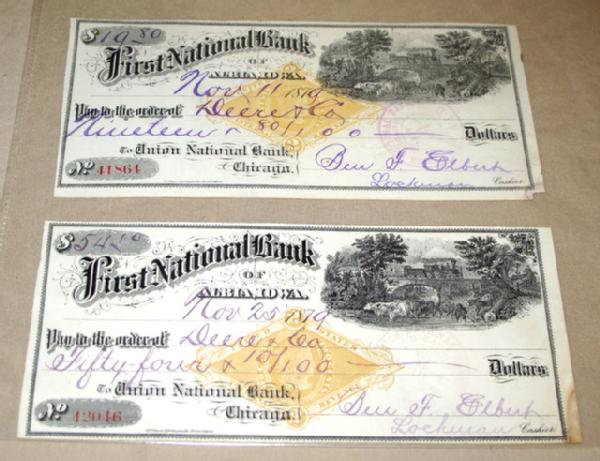 $ 19 80
First National Bank
OF
ALBIA, IOWA.
Nov 11 1879
Pay to the order of Deere & Co
Nineteen & 80/100 Dollars.
To Union National Bank,
Chicago.
Ben F. Elbert
No. 41864
Cashier.
$ 54 10
First National Bank
OF
ALBIA, IOWA.
Nov 25 1879
Pay to the order of Deere & Co
Fifty-four & 10/100 Dollars.
To Union National Bank,
Chicago.
Ben F. Elbert
No. 42046
Cashier.